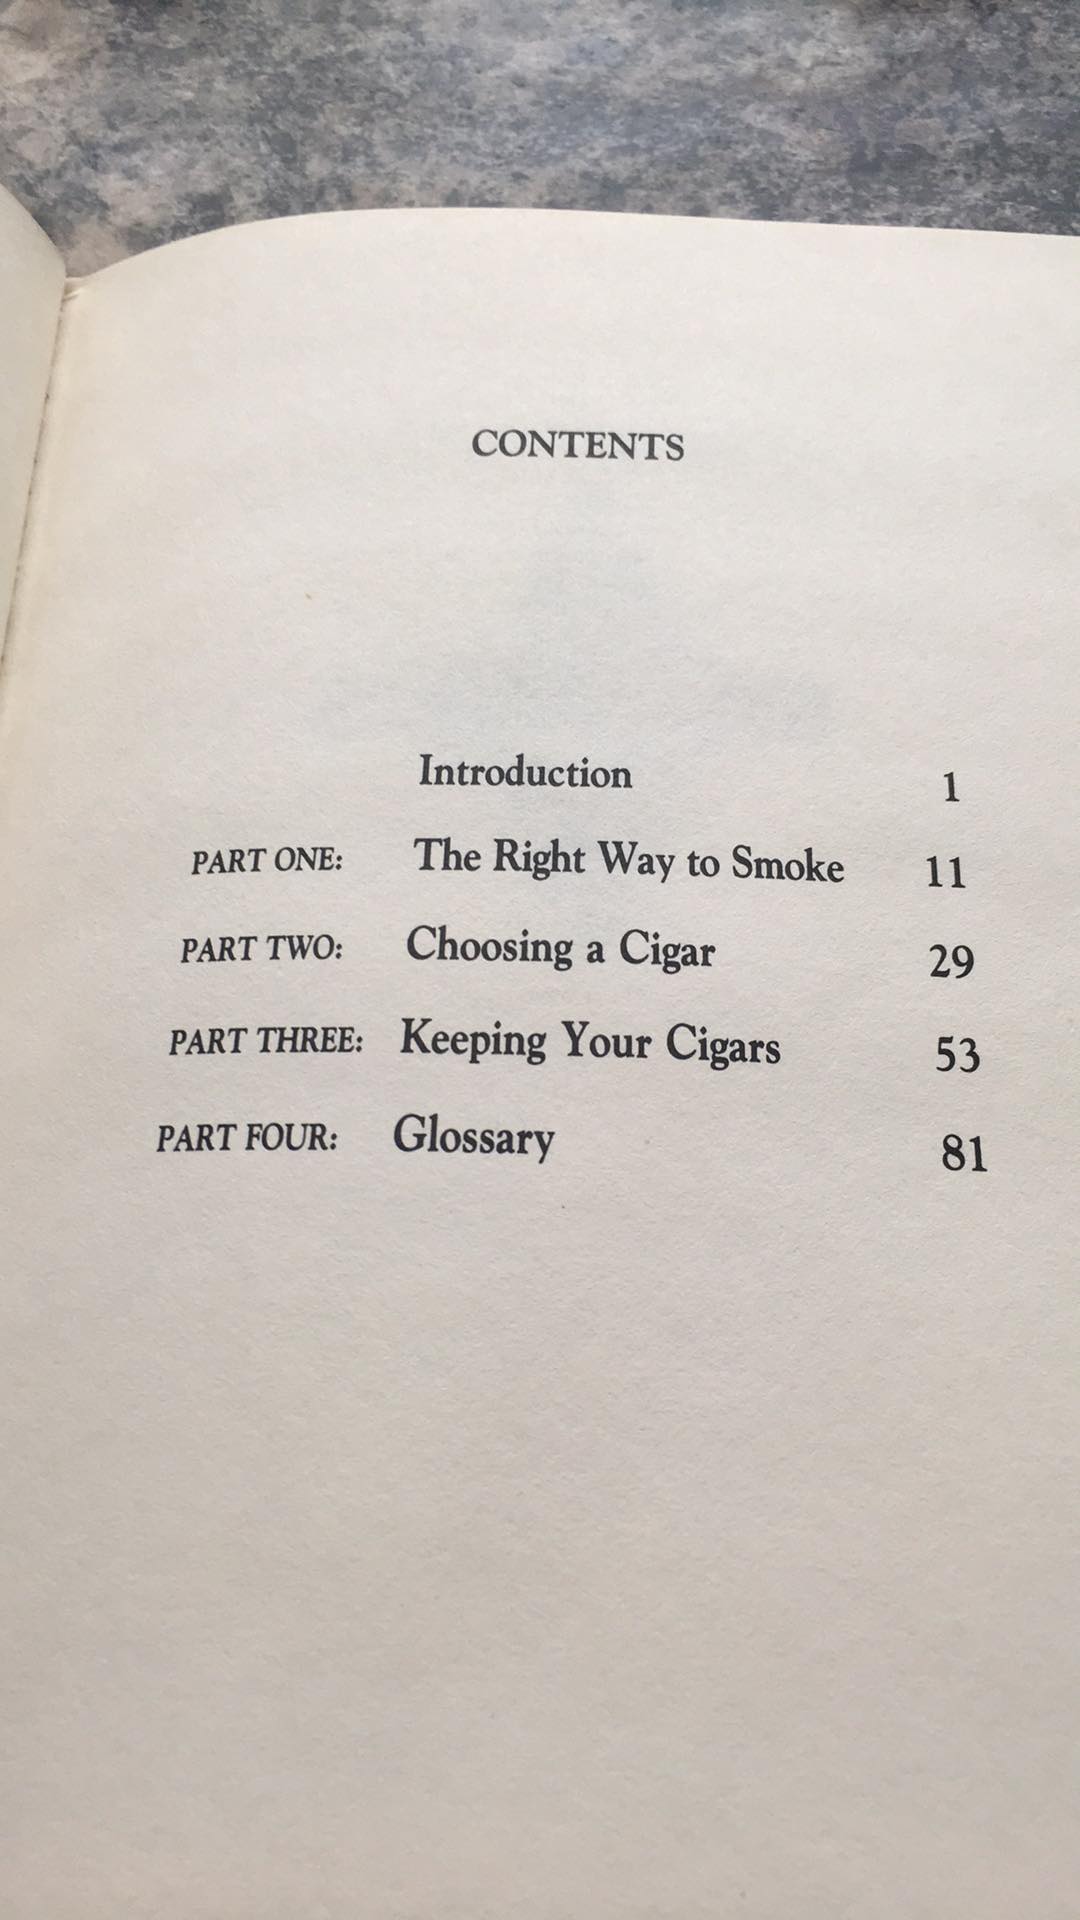 CONTENTS
Introduction 1
PART ONE: The Right Way to Smoke 11
PART TWO: Choosing a Cigar 29
PART THREE: Keeping Your Cigars 53
PART FOUR: Glossary 81